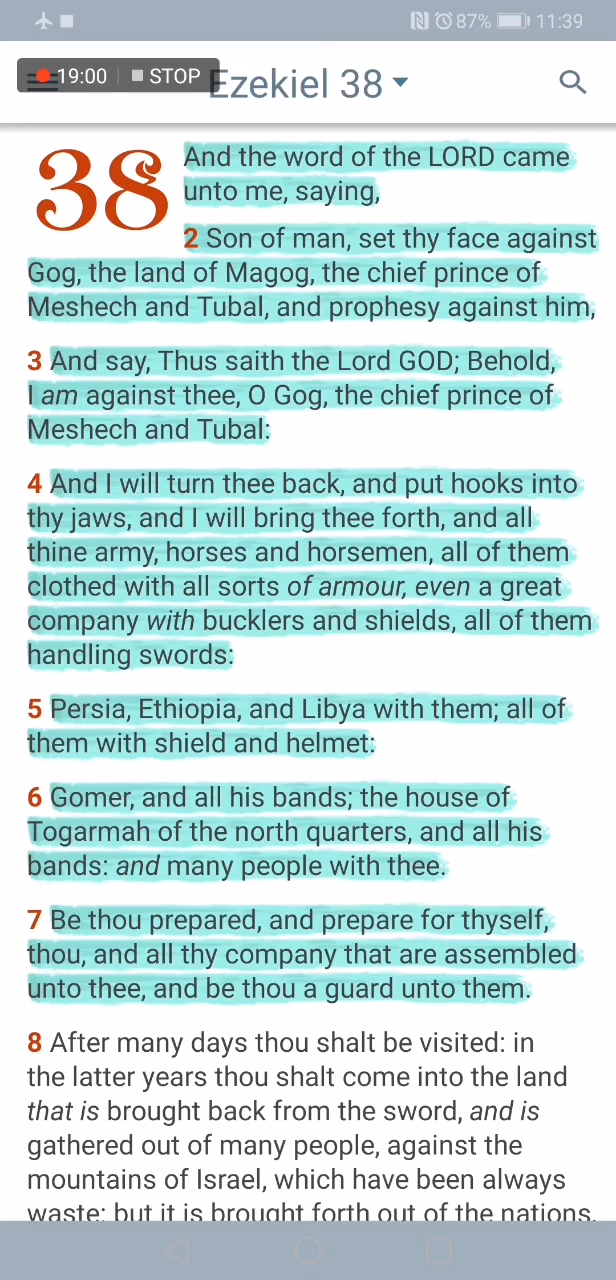 87% 11:39
19:00 STOP Ezekiel 38
38 And the word of the LORD came
unto me, saying,
2 Son of man, set thy face against
Gog, the land of Magog, the chief prince of
Meshech and Tubal, and prophesy against him,
3 And say, Thus saith the Lord GOD; Behold,
I am against thee, O Gog, the chief prince of
Meshech and Tubal:
4 And I will turn thee back, and put hooks into
thy jaws, and I will bring thee forth, and all
thine army, horses and horsemen, all of them
clothed with all sorts of armour, even a great
company with bucklers and shields, all of them
handling swords:
5 Persia, Ethiopia, and Libya with them; all of
them with shield and helmet:
6 Gomer, and all his bands; the house of
Togarmah of the north quarters, and all his
bands: and many people with thee.
7 Be thou prepared, and prepare for thyself,
thou, and all thy company that are assembled
unto thee, and be thou a guard unto them.
8 After many days thou shalt be visited: in
the latter years thou shalt come into the land
that is brought back from the sword, and is
gathered out of many people, against the
mountains of Israel, which have been always
waste: but it is brought forth out of the nations,